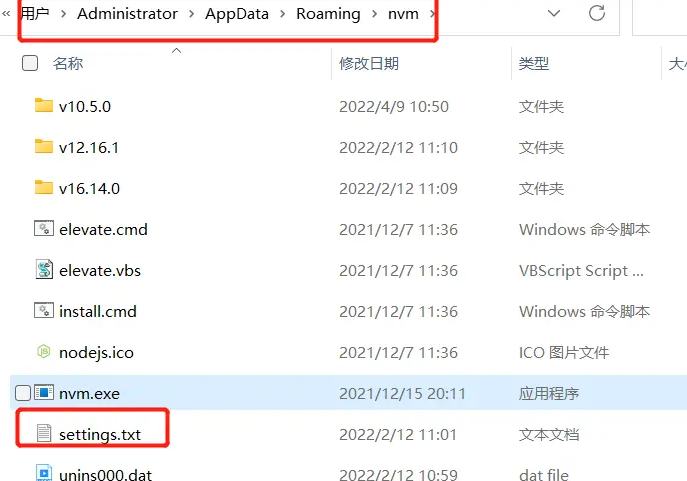 « 用户 > Administrator > AppData > Roaming > nvm >
名称 修改日期 类型 大小
v10.5.0 2022/4/9 10:50 文件夹
v12.16.1 2022/2/12 11:10 文件夹
v16.14.0 2022/2/12 11:09 文件夹
elevate.cmd 2021/12/7 11:36 Windows 命令脚本
elevate.vbs 2021/12/7 11:36 VBScript Script ...
install.cmd 2021/12/7 11:36 Windows 命令脚本
nodejs.ico 2021/12/7 11:36 ICO 图片文件
nvm.exe 2021/12/15 20:11 应用程序
settings.txt 2022/2/12 11:01 文本文档
unins000.dat 2022/2/12 10:59 dat file